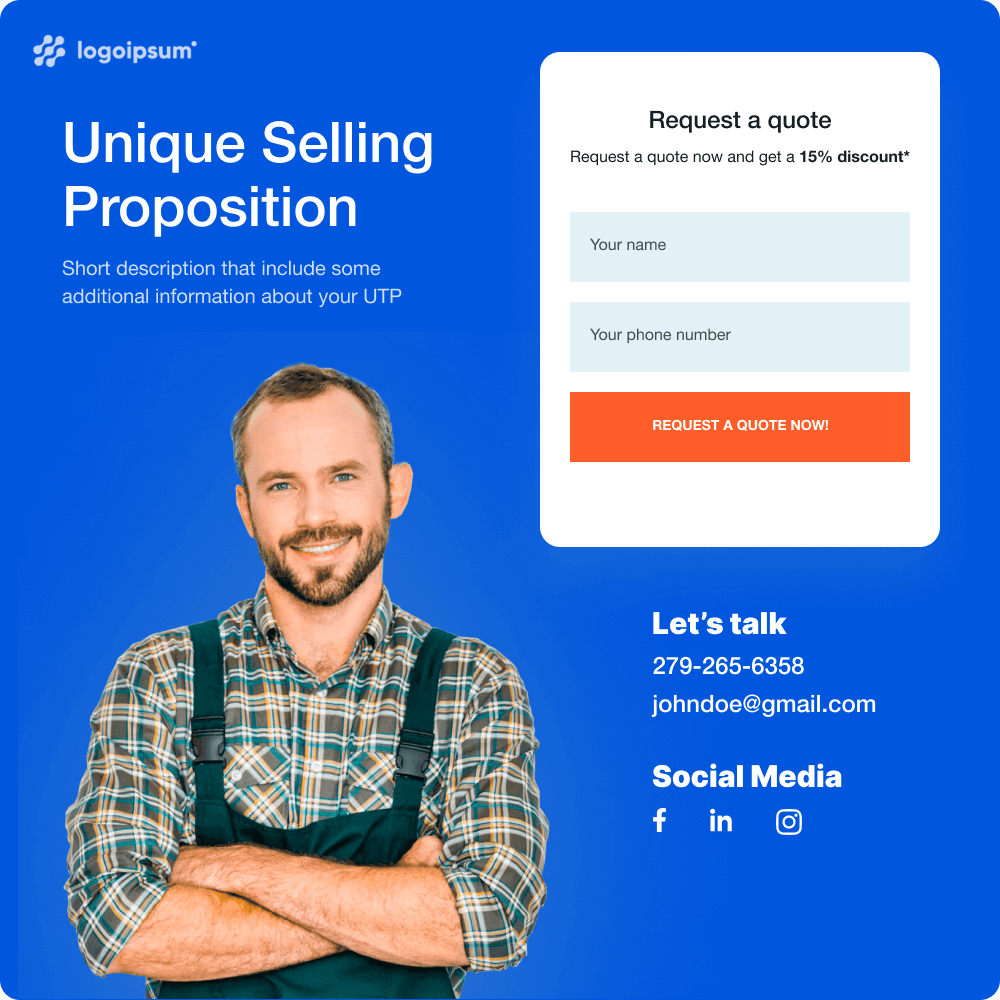 logoipsum
Unique Selling
Proposition
Short description that include some
additional information about your UTP
Request a quote
Request a quote now and get a 15% discount*
Your name
Your phone number
REQUEST A QUOTE NOW!
Let’s talk
279-265-6358
johndoe@gmail.com
Social Media
f
in